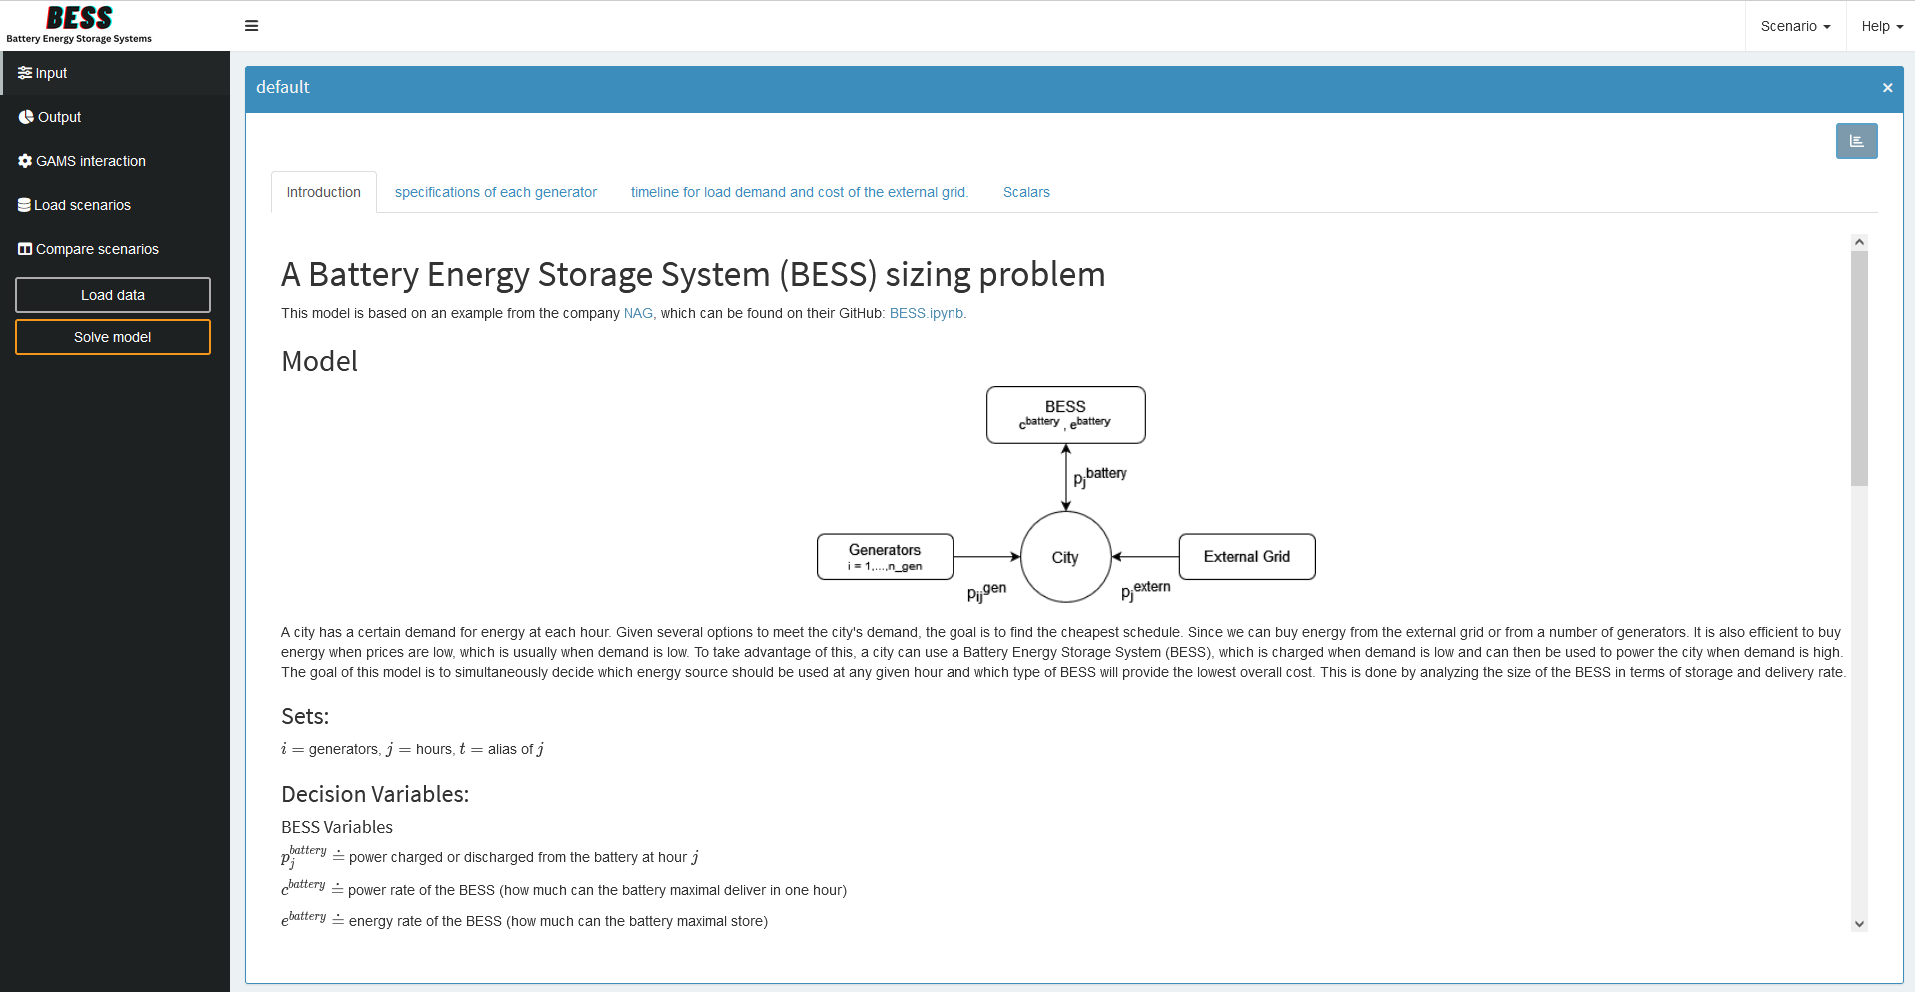 BESS
Battery Energy Storage Systems
Scenario
Help
Input
Output
GAMS interaction
Load scenarios
Compare scenarios
Load data
Solve model
default
Introduction
specifications of each generator
timeline for load demand and cost of the external grid.
Scalars
A Battery Energy Storage System (BESS) sizing problem
This model is based on an example from the company NAG, which can be found on their GitHub: BESS.ipynb.
Model
BESS
c^battery , e^battery
p_j^battery
Generators
i = 1,...,n_gen
City
External Grid
p_ij^gen
p_j^extern
A city has a certain demand for energy at each hour. Given several options to meet the city's demand, the goal is to find the cheapest schedule. Since we can buy energy from the external grid or from a number of generators. It is also efficient to buy
energy when prices are low, which is usually when demand is low. To take advantage of this, a city can use a Battery Energy Storage System (BESS), which is charged when demand is low and can then be used to power the city when demand is high.
The goal of this model is to simultaneously decide which energy source should be used at any given hour and which type of BESS will provide the lowest overall cost. This is done by analyzing the size of the BESS in terms of storage and delivery rate.
Sets:
i = generators, j = hours, t = alias of j
Decision Variables:
BESS Variables
p_j^battery ≐ power charged or discharged from the battery at hour j
c^battery ≐ power rate of the BESS (how much can the battery maximal deliver in one hour)
e^battery ≐ energy rate of the BESS (how much can the battery maximal store)